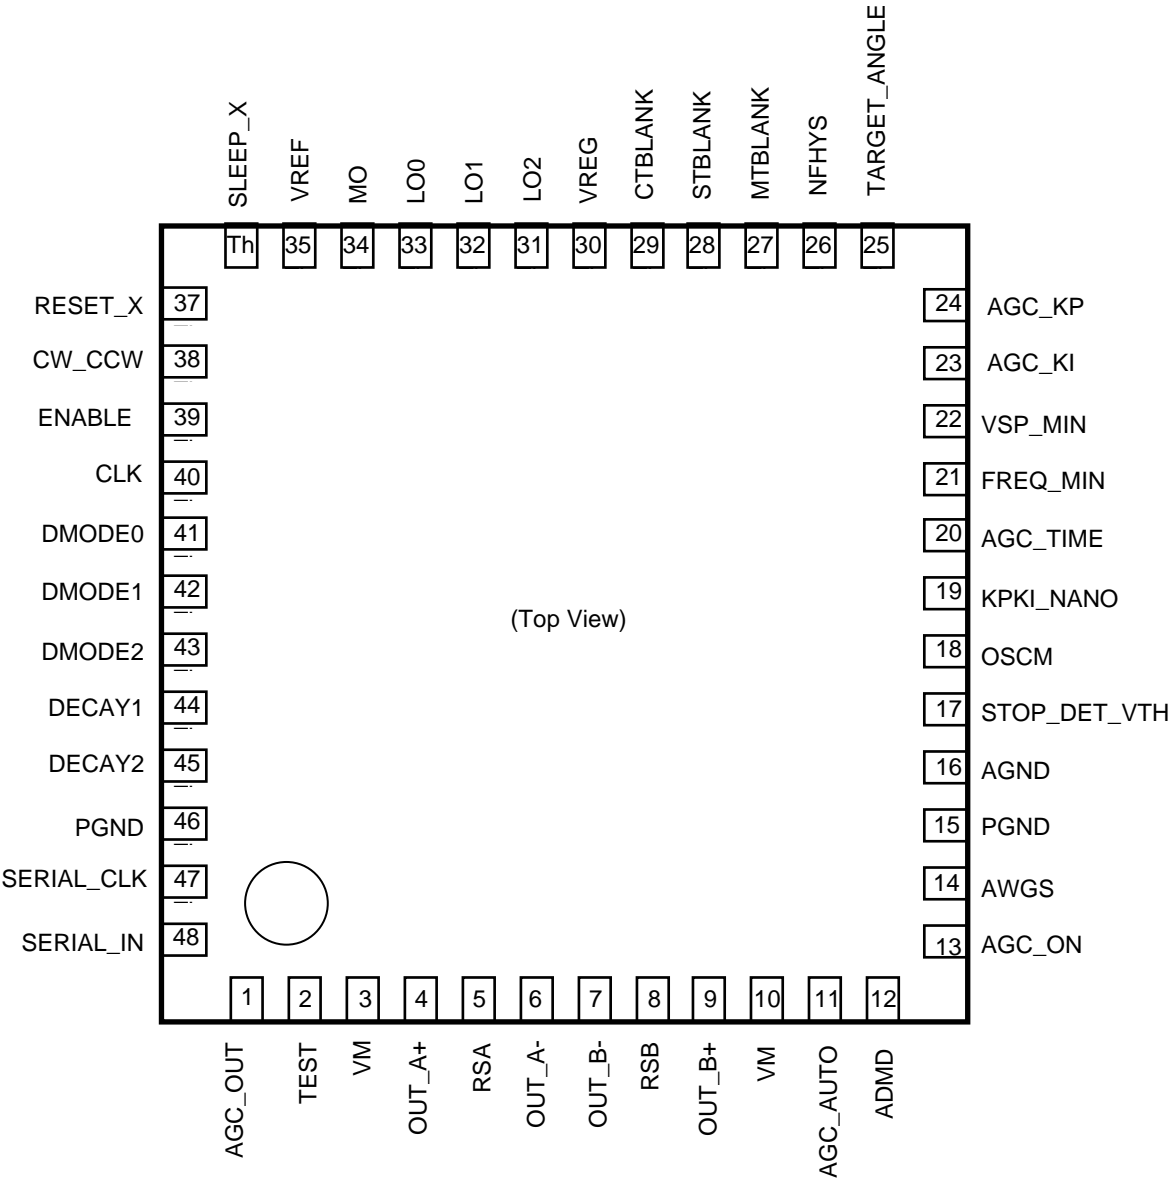 SLEEP_X
VREF
MO
LO0
LO1
LO2
VREG
CTBLANK
STBLANK
MTBLANK
NFHYS
TARGET_ANGLE
Th
35
34
33
32
31
30
29
28
27
26
25
RESET_X 37
CW_CCW 38
ENABLE 39
CLK 40
DMODE0 41
DMODE1 42
DMODE2 43
DECAY1 44
DECAY2 45
PGND 46
SERIAL_CLK 47
SERIAL_IN 48
(Top View)
24 AGC_KP
23 AGC_KI
22 VSP_MIN
21 FREQ_MIN
20 AGC_TIME
19 KPKI_NANO
18 OSCM
17 STOP_DET_VTH
16 AGND
15 PGND
14 AWGS
13 AGC_ON
1
2
3
4
5
6
7
8
9
10
11
12
AGC_OUT
TEST
VM
OUT_A+
RSA
OUT_A-
OUT_B-
RSB
OUT_B+
VM
AGC_AUTO
ADMD